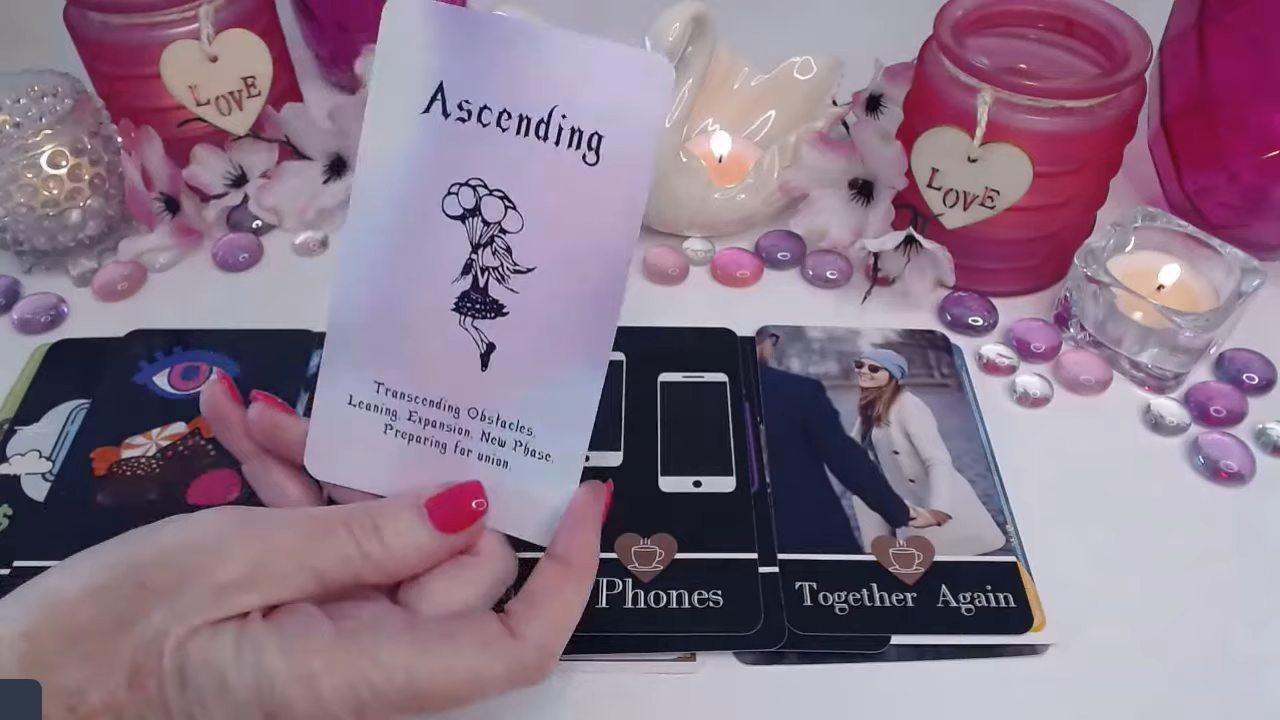 LOVE
LOVE
Ascending
Transcending Obstacles,
Leaning, Expansion, New Phase,
Preparing for union.
$
Phones
Together Again